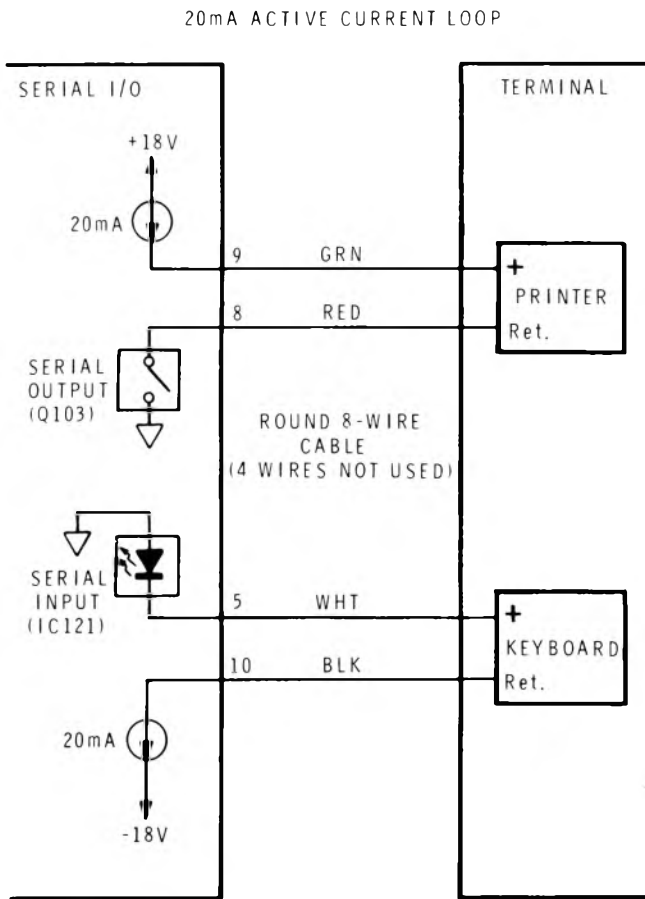 20mA ACTIVE CURRENT LOOP
SERIAL I/O
TERMINAL
+18V
20mA
9
GRN
+
PRINTER
8
RED
Ret.
SERIAL
OUTPUT
(Q103)
ROUND 8-WIRE
CABLE
(4 WIRES NOT USED)
SERIAL
INPUT
(IC121)
5
WHT
+
KEYBOARD
10
BLK
Ret.
20mA
-18V